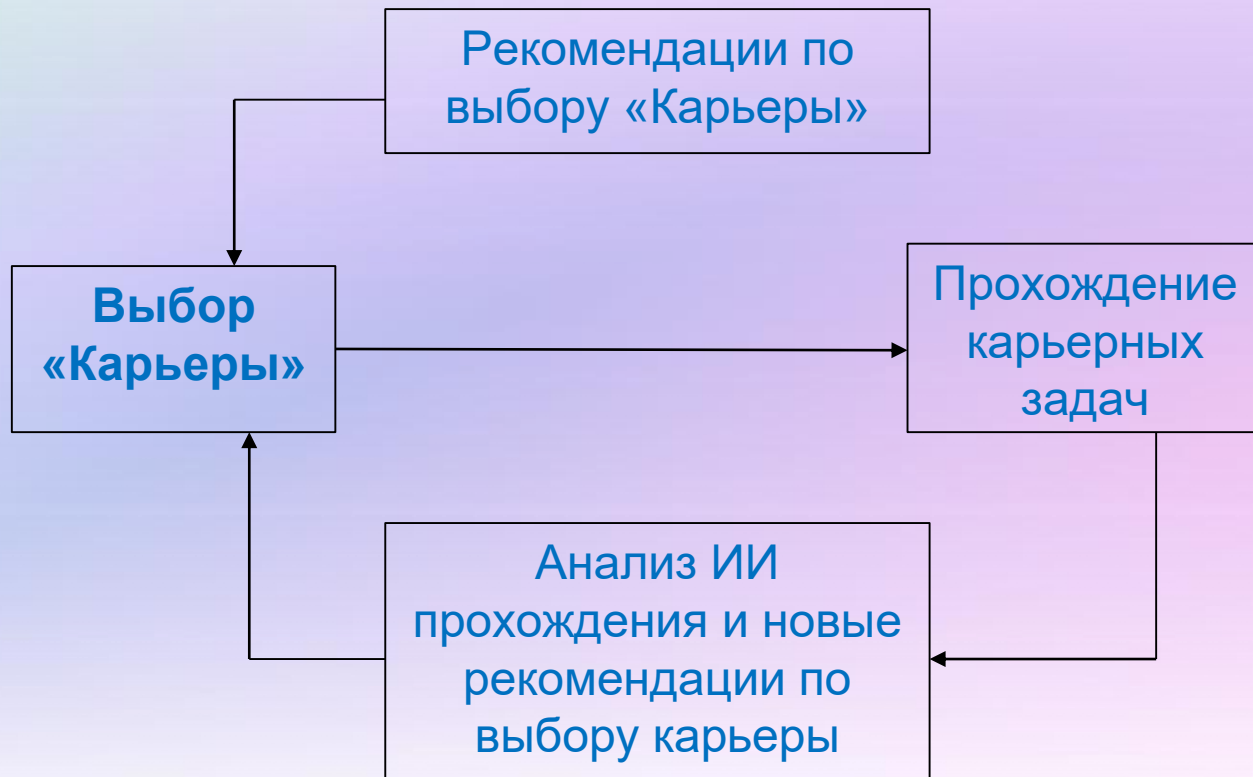 Рекомендации по
выбору «Карьеры»
Выбор
«Карьеры»
Прохождение
карьерных
задач
Анализ ИИ
прохождения и новые
рекомендации по
выбору карьеры